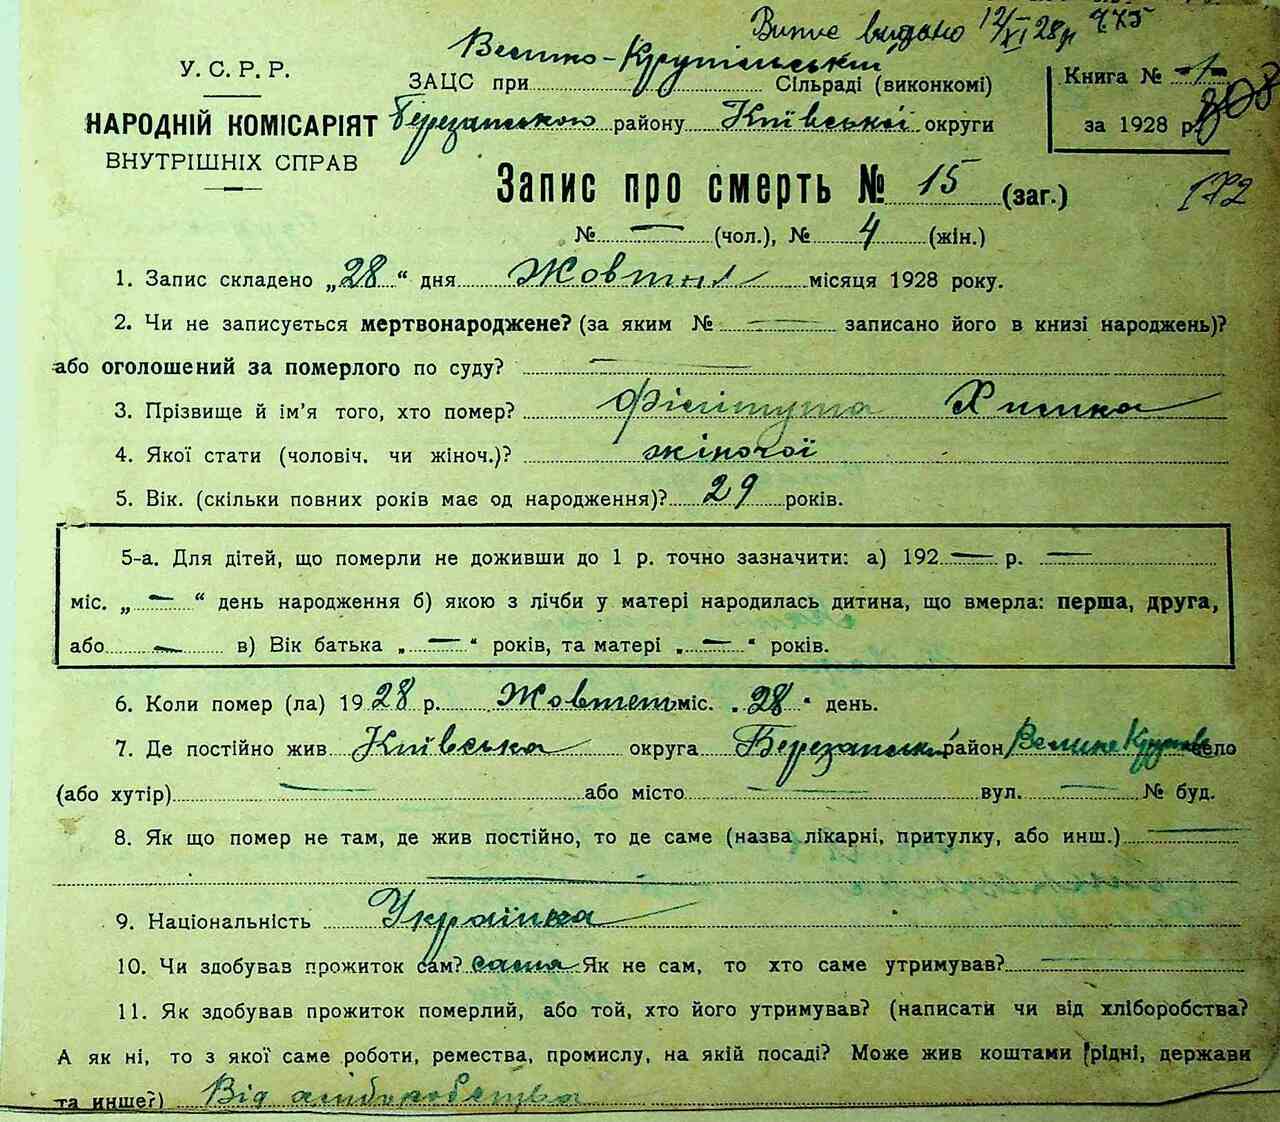 Випис видано 12/XI 28р 775
У. С. Р. Р.
НАРОДНІЙ КОМІСАРІЯТ
ВНУТРІШНІХ СПРАВ
Велико-Крупільській
ЗАЦС при Сільраді (виконкомі)
Березанського району Київської округи
Книга № -1-
за 1928 р.
808
172
Запис про смерть № 15 (заг.)
№ — (чол.), № 4 (жін.)
1. Запис складено „28“ дня Жовтня місяця 1928 року.
2. Чи не записується мертвонароджене? (за яким № — записано його в книзі народжень)?
або оголошений за померлого по суду? —
3. Прізвище й ім'я того, хто помер? Химка
4. Якої стати (чоловіч. чи жіноч.)? жіночої
5. Вік. (скільки повних років має од народження)? 29 років.
5-а. Для дітей, що померли не доживши до 1 р. точно зазначити: а) 192 — р. —
міс. „ — “ день народження б) якою з лічби у матері народилась дитина, що вмерла: перша, друга,
або — в) Вік батька „ — “ років, та матері „ — “ років.
6. Коли помер (ла) 1928 р. Жовтень міс. „28“ день.
7. Де постійно жив Київська округа Березанський район Велике Крупілє село
(або хутір) — або місто — вул. — № буд.
8. Як що помер не там, де жив постійно, то де саме (назва лікарні, притулку, або инш.) —
9. Національність Українка
10. Чи здобував прожиток сам? сама Як не сам, то хто саме утримував? —
11. Як здобував прожиток померлий, або той, хто його утримував? (написати чи від хліборобства?
А як ні, то з якої саме роботи, ремества, промислу, на якій посаді? Може жив коштами рідні, держави
та инше?) Від хліборобства